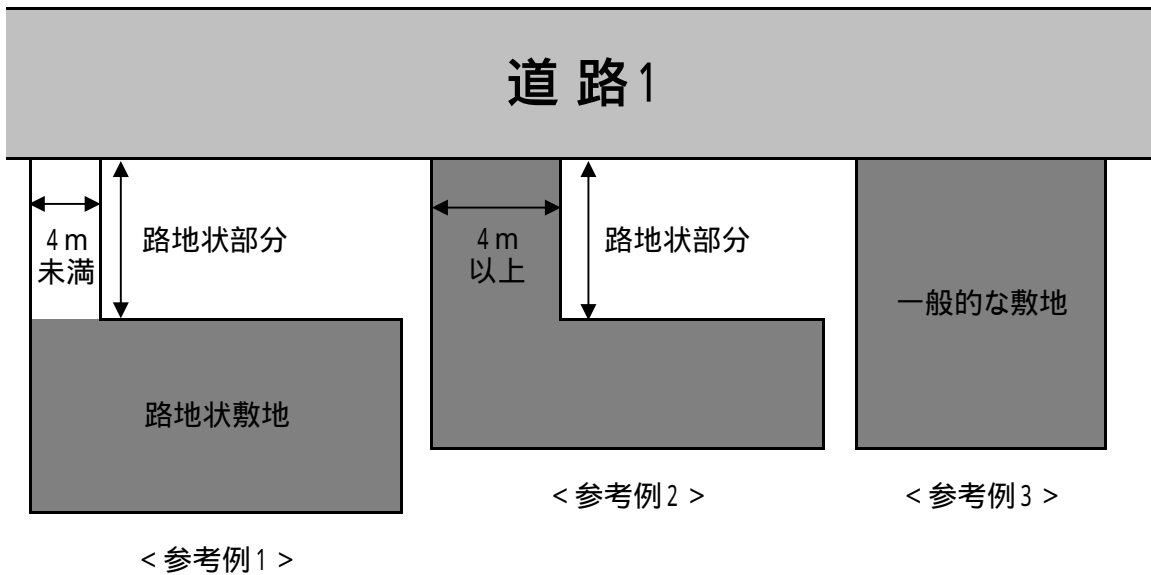 道路1
4m
未満
路地状部分
路地状敷地
<参考例1>
4m
以上
路地状部分
<参考例2>
一般的な敷地
<参考例3>